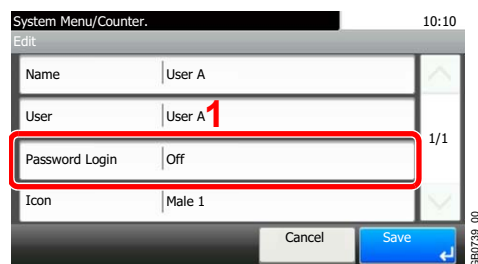 System Menu/Counter. 10:10
Edit
Name User A
User User A 1
1/1
Password Login Off
Icon Male 1
Cancel Save
GB0739_00